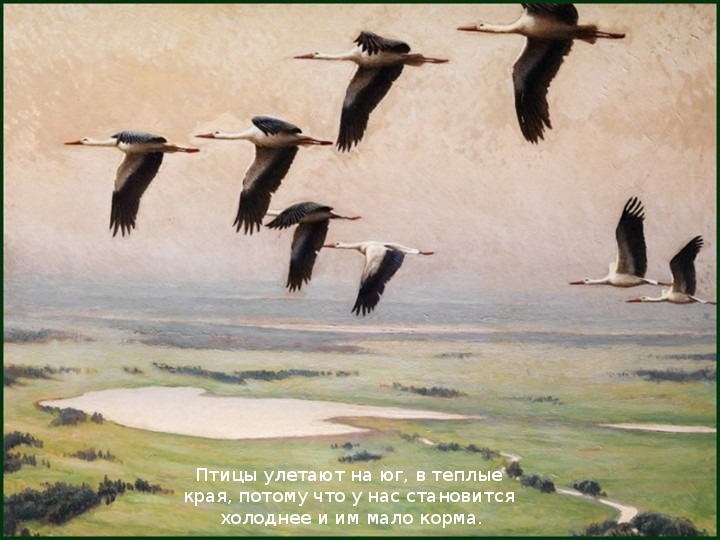 Птицы улетают на юг, в теплые
края, потому что у нас становится
холоднее и им мало корма.